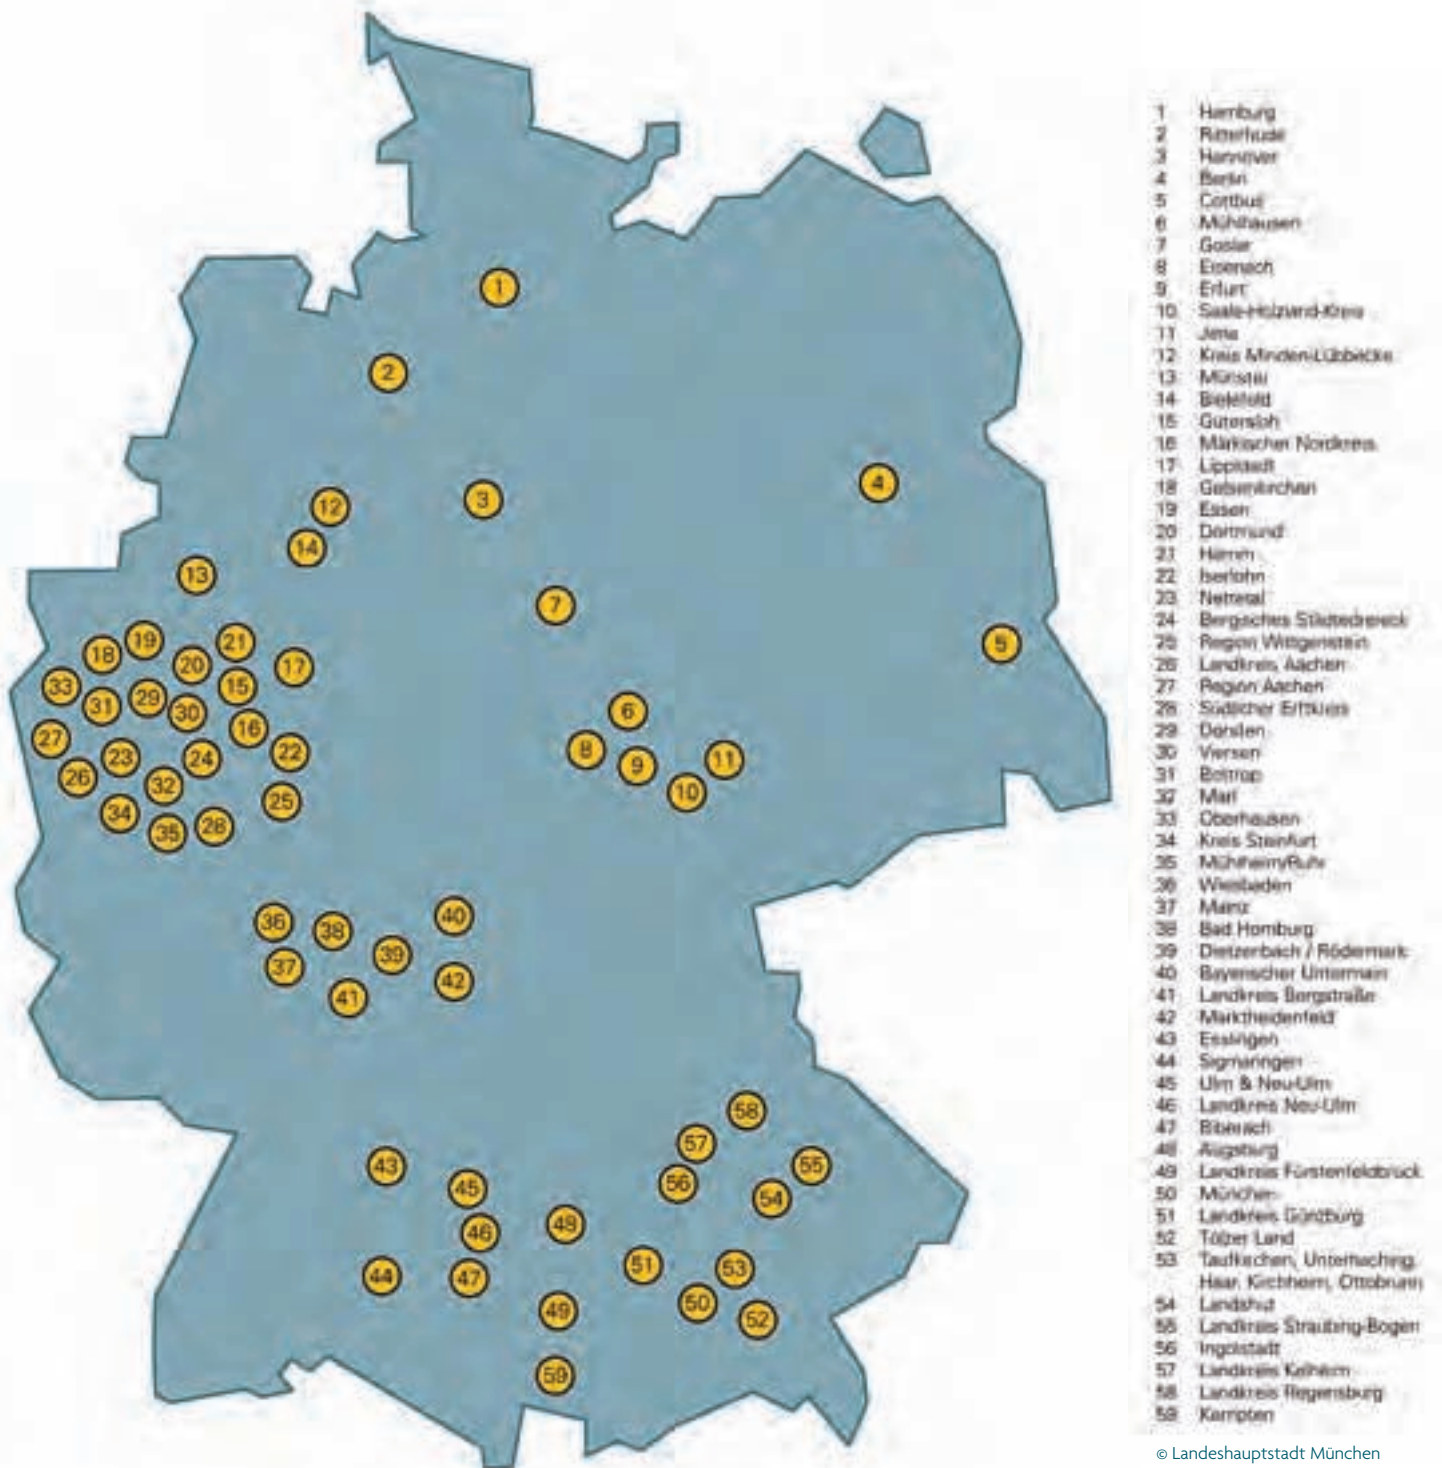 1
2
3
4
12
14
13
7
5
19
21
18
20
17
33
15
29
31
30
6
16
27
8
22
11
23
24
9
26
32
10
25
34
28
35
40
36
38
39
37
42
41
58
57
43
55
56
45
54
48
46
51
53
44
47
50
49
52
59
1 Hamburg
2 Ritterhude
3 Hannover
4 Berlin
5 Cottbus
6 Mühlhausen
7 Goslar
8 Eisenach
9 Erfurt
10 Saale-Holzland-Kreis
11 Jena
12 Kreis Minden-Lübbecke
13 Münster
14 Bielefeld
15 Gütersloh
16 Märkischer Nordkreis
17 Lippstadt
18 Gelsenkirchen
19 Essen
20 Dortmund
21 Hamm
22 Iserlohn
23 Nettetal
24 Bergisches Städtedreieck
25 Region Wittgenstein
26 Landkreis Aachen
27 Region Aachen
28 Südlicher Erftkreis
29 Dorsten
30 Viersen
31 Bottrop
32 Marl
33 Oberhausen
34 Kreis Steinfurt
35 Mühlheim/Ruhr
36 Wiesbaden
37 Mainz
38 Bad Homburg
39 Dietzenbach / Rödermark
40 Bayerischer Untermain
41 Landkreis Bergstraße
42 Marktheidenfeld
43 Esslingen
44 Sigmaringen
45 Ulm & Neu-Ulm
46 Landkreis Neu-Ulm
47 Biberach
48 Augsburg
49 Landkreis Fürstenfeldbruck
50 München
51 Landkreis Günzburg
52 Tölzer Land
53 Taufkirchen, Unterhaching,
Haar, Kirchheim, Ottobrunn
54 Landshut
55 Landkreis Straubing-Bogen
56 Ingolstadt
57 Landkreis Kelheim
58 Landkreis Regensburg
59 Kempten
© Landeshauptstadt München